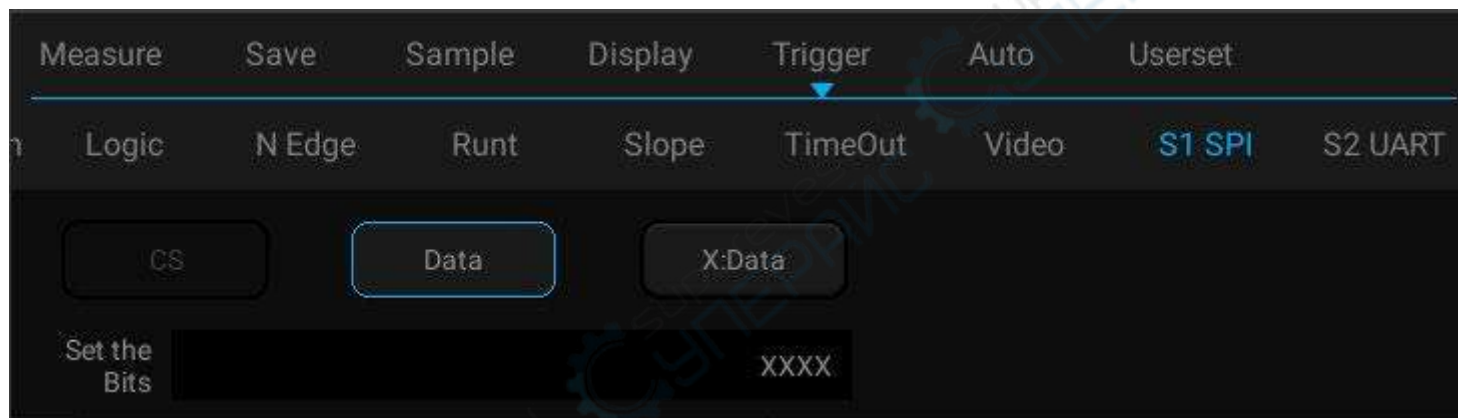 Measure Save Sample Display Trigger Auto Userset
Logic N Edge Runt Slope TimeOut Video S1 SPI S2 UART
CS Data X:Data
Set the
Bits
XXXX